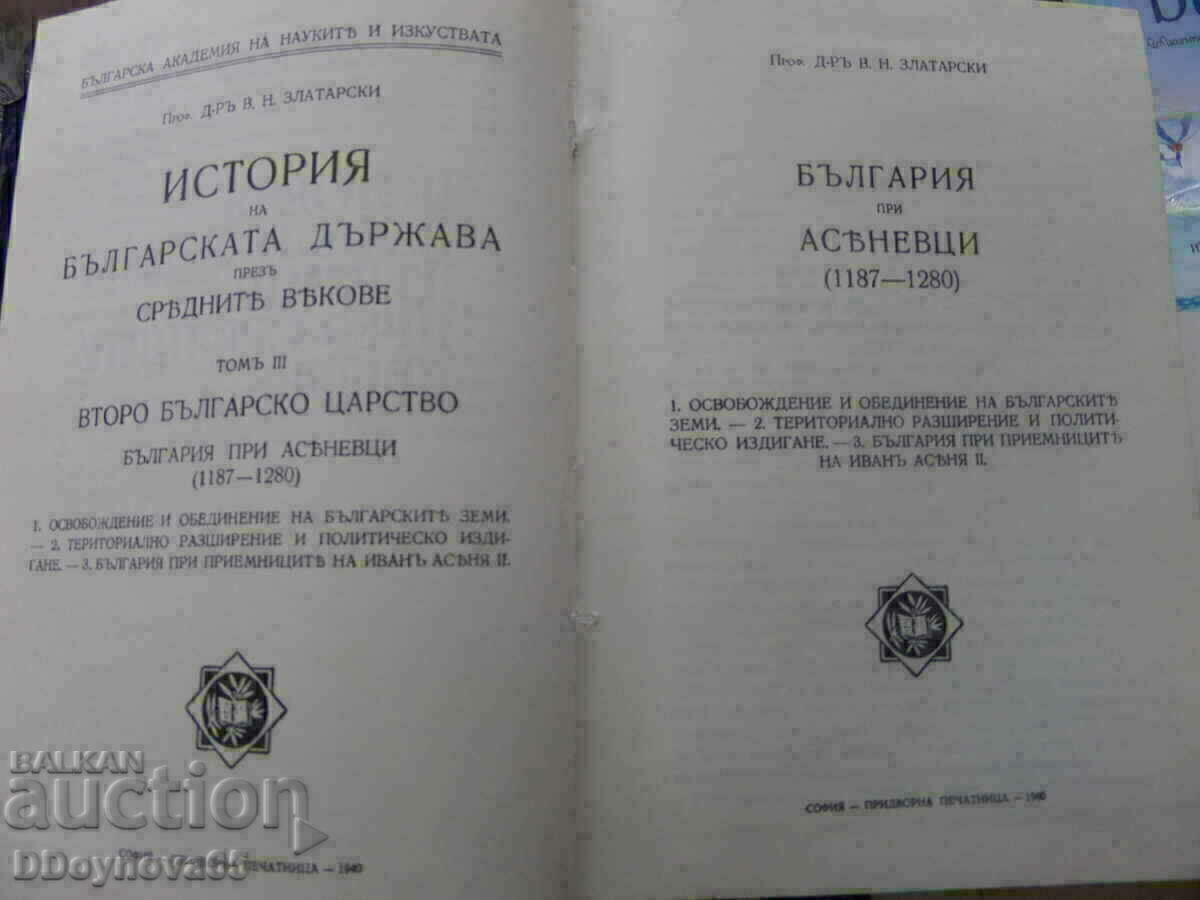 БЪЛГАРСКА АКАДЕМИЯ НА НАУКИТѢ И ИЗКУСТВАТА
Проф. Д-РЪ В. Н. ЗЛАТАРСКИ
ИСТОРИЯ
НА
БЪЛГАРСКАТА ДЪРЖАВА
ПРЕЗЪ
СРѢДНИТѢ ВѢКОВЕ
ТОМЪ III
ВТОРО БЪЛГАРСКО ЦАРСТВО
БЪЛГАРИЯ ПРИ АСѢНЕВЦИ
(1187—1280)
1. ОСВОБОЖДЕНИЕ И ОБЕДИНЕНИЕ НА БЪЛГАРСКИТѢ ЗЕМИ.
— 2. ТЕРИТОРИАЛНО РАЗШИРЕНИЕ И ПОЛИТИЧЕСКО ИЗДИ-
ГАНЕ. — 3. БЪЛГАРИЯ ПРИ ПРИЕМНИЦИТѢ НА ИВАНЪ АСѢНЯ II.
СОФИЯ ПЕЧАТНИЦА — 1940
Проф. Д-РЪ В. Н. ЗЛАТАРСКИ
БЪЛГАРИЯ
ПРИ
АСѢНЕВЦИ
(1187—1280)
1. ОСВОБОЖДЕНИЕ И ОБЕДИНЕНИЕ НА БЪЛГАРСКИТѢ
ЗЕМИ. — 2. ТЕРИТОРИАЛНО РАЗШИРЕНИЕ И ПОЛИТИ-
ЧЕСКО ИЗДИГАНЕ. — 3. БЪЛГАРИЯ ПРИ ПРИЕМНИЦИТѢ
НА ИВАНЪ АСѢНЯ II.
СОФИЯ — ПРИДВОРНА ПЕЧАТНИЦА — 1940
BALKAN
auction
DDoynova65